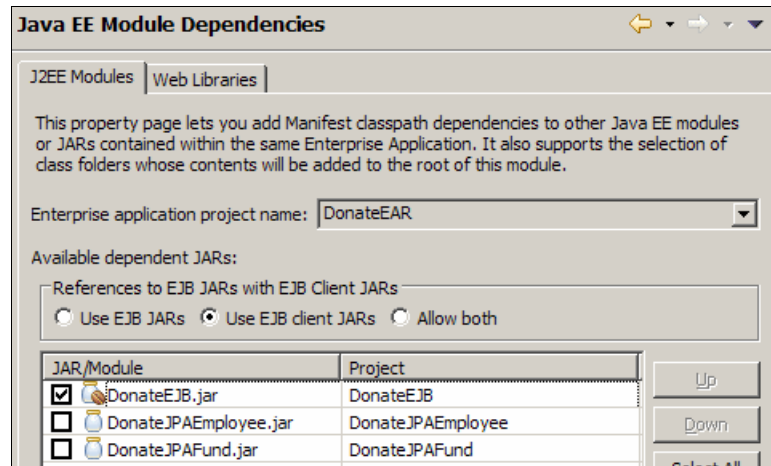 Java EE Module Dependencies
J2EE Modules
Web Libraries
This property page lets you add Manifest classpath dependencies to other Java EE modules
or JARs contained within the same Enterprise Application. It also supports the selection of
class folders whose contents will be added to the root of this module.
Enterprise application project name: DonateEAR
Available dependent JARs:
References to EJB JARs with EJB Client JARs
Use EJB JARs Use EJB client JARs Allow both
JAR/Module Project
DonateEJB.jar DonateEJB
DonateJPAEmployee.jar DonateJPAEmployee
DonateJPAFund.jar DonateJPAFund
Up
Down
Select All